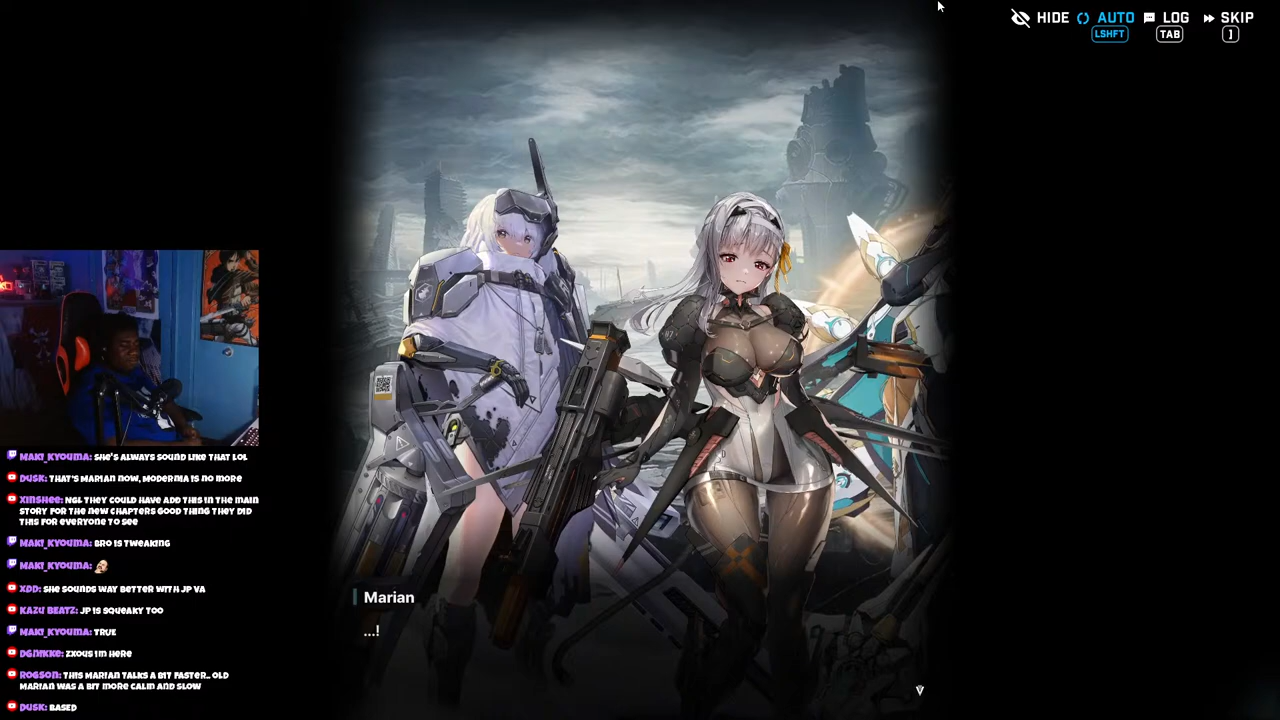 HIDE AUTO LOG SKIP
LSHFT TAB ]
MAKI_KYOUMA: SHE'S ALWAYS SOUND LIKE THAT LOL
DUSK: THAT'S MARIAN NOW, MODERNIA IS NO MORE
XINSHEE: NGL THEY COULD HAVE ADD THIS IN THE MAIN
STORY FOR THE NEW CHAPTERS GOOD THING THEY DID
THIS FOR EVERYONE TO SEE
MAKI_KYOUMA: BRO IS TWEAKING
MAKI_KYOUMA:
XDD: SHE SOUNDS WAY BETTER WITH JP VA
KAZU BEATZ: JP IS SQUEAKY TOO
MAKI_KYOUMA: TRUE
DGNIKKE: ZXOUS IM HERE
ROGSON: THIS MARIAN TALKS A BIT FASTER.. OLD
MARIAN WAS A BIT MORE CALM AND SLOW
DUSK: BASED
Marian
...!